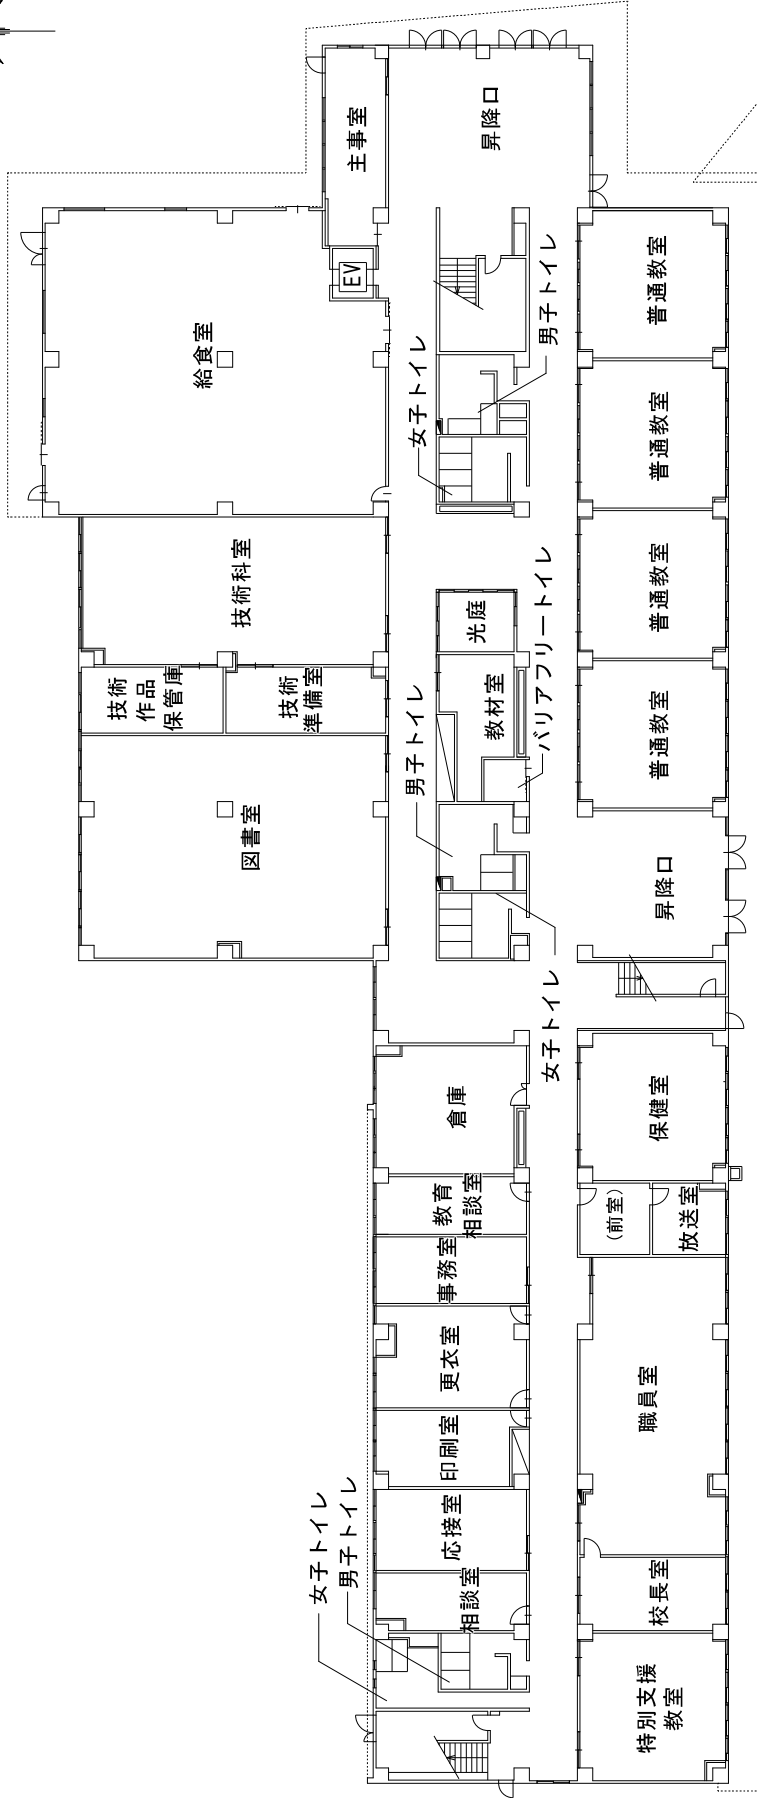 主事室
昇降口
EV
給食室
男子トイレ
女子トイレ
普通教室
普通教室
普通教室
普通教室
技術科室
技術
作品
保管庫
技術
準備室
図書室
光庭
教材室
バリアフリートイレ
男子トイレ
女子トイレ
昇降口
倉庫
保健室
教育
相談室
事務室
(前室)
放送室
更衣室
職員室
印刷室
応接室
相談室
校長室
女子トイレ
男子トイレ
特別支援
教室